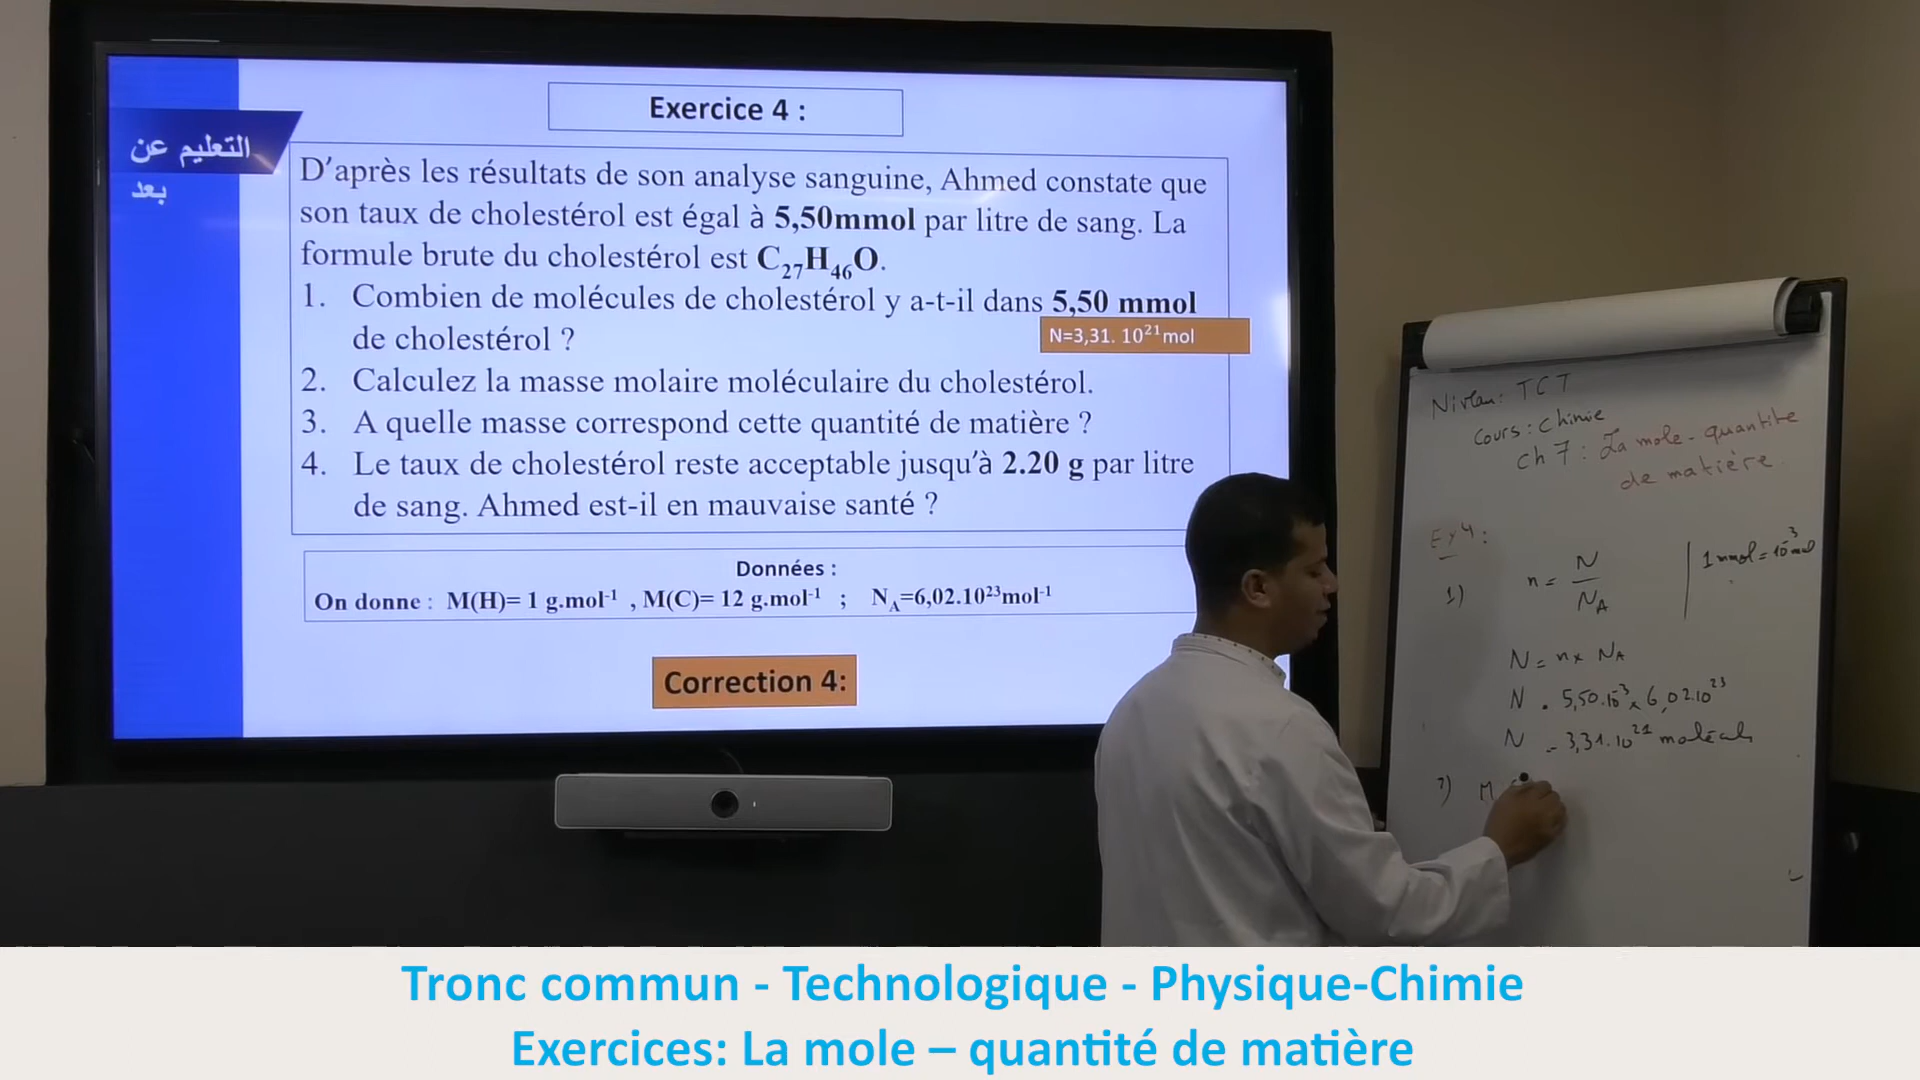 التعليم عن
بعد
Exercice 4 :
D’après les résultats de son analyse sanguine, Ahmed constate que
son taux de cholestérol est égal à 5,50mmol par litre de sang. La
formule brute du cholestérol est C₂₇H₄₆O.
1. Combien de molécules de cholestérol y a-t-il dans 5,50 mmol
de cholestérol ?
N=3,31. 10²¹mol
2. Calculez la masse molaire moléculaire du cholestérol.
3. A quelle masse correspond cette quantité de matière ?
4. Le taux de cholestérol reste acceptable jusqu’à 2.20 g par litre
de sang. Ahmed est-il en mauvaise santé ?
Données :
On donne : M(H)= 1 g.mol⁻¹ , M(C)= 12 g.mol⁻¹ ; N_A=6,02.10²³mol⁻¹
Correction 4:
Niveau: TCT
Cours: Chimie
Ch 7: La mole - quantité
de matière
Ex 4 :
1) n = N / N_A | 1 mmol = 10⁻³ mol
N = n x N_A
N = 5,50.10⁻³ x 6,02.10²³
N = 3,31.10²¹ molécules
2) M
Tronc commun - Technologique - Physique-Chimie
Exercices: La mole – quantité de matière